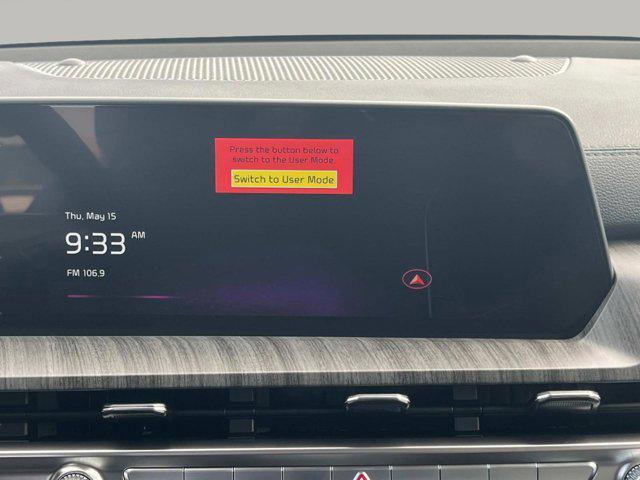 Press the button below to
switch to the User Mode.
Switch to User Mode
Thu, May 15
9:33 AM
FM 106.9